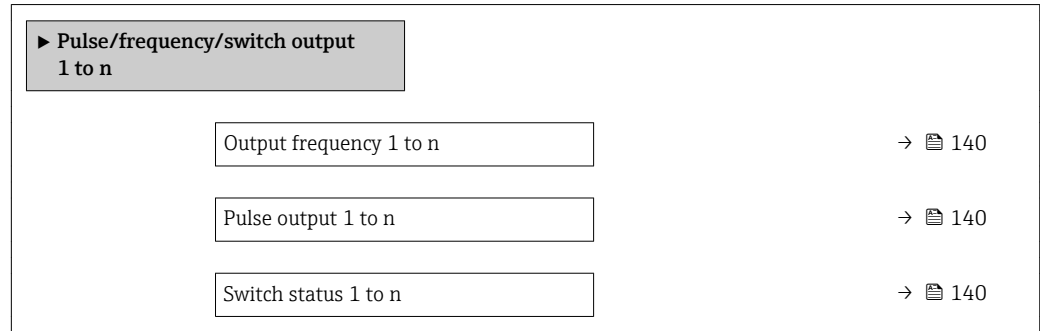 ▶ Pulse/frequency/switch output
1 to n
Output frequency 1 to n → 140
Pulse output 1 to n → 140
Switch status 1 to n → 140